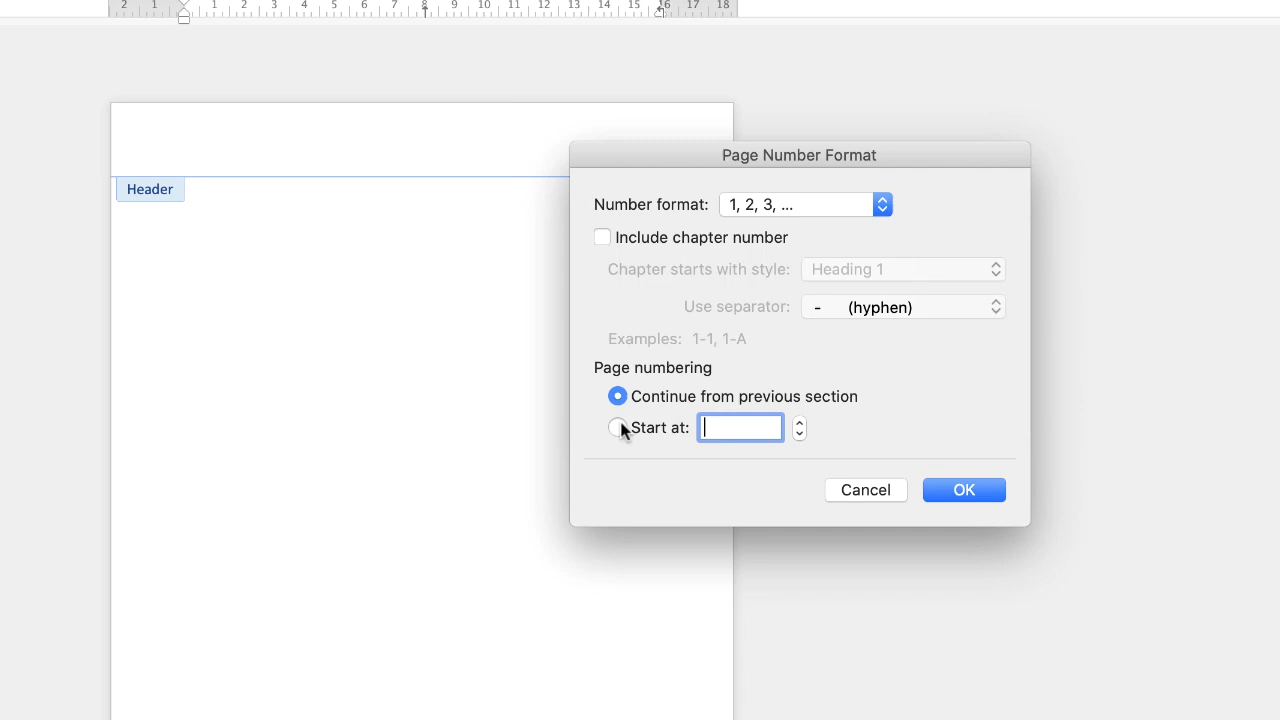 2 1 1 2 3 4 5 6 7 8 9 10 11 12 13 14 15 16 17 18
Page Number Format
Header
Number format: 1, 2, 3, ...
Include chapter number
Chapter starts with style: Heading 1
Use separator: - (hyphen)
Examples: 1-1, 1-A
Page numbering
Continue from previous section
Start at:
Cancel OK